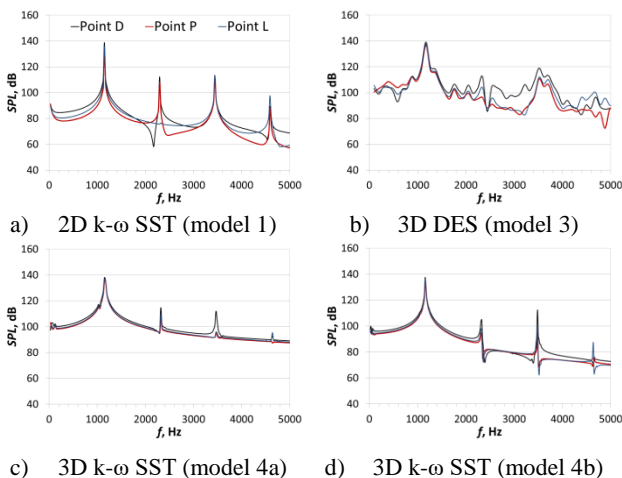 160
Point D Point P Point L
160
140
140
120
120
SPL, dB
SPL, dB
100
100
80
80
60
60
40
40
0 1000 2000 3000 4000 5000
0 1000 2000 3000 4000 5000
f, Hz
f, Hz
a) 2D k-ω SST (model 1)
b) 3D DES (model 3)
160
160
140
140
120
120
SPL, dB
SPL, dB
100
100
80
80
60
60
40
40
0 1000 2000 3000 4000 5000
0 1000 2000 3000 4000 5000
f, Hz
f, Hz
c) 3D k-ω SST (model 4a)
d) 3D k-ω SST (model 4b)